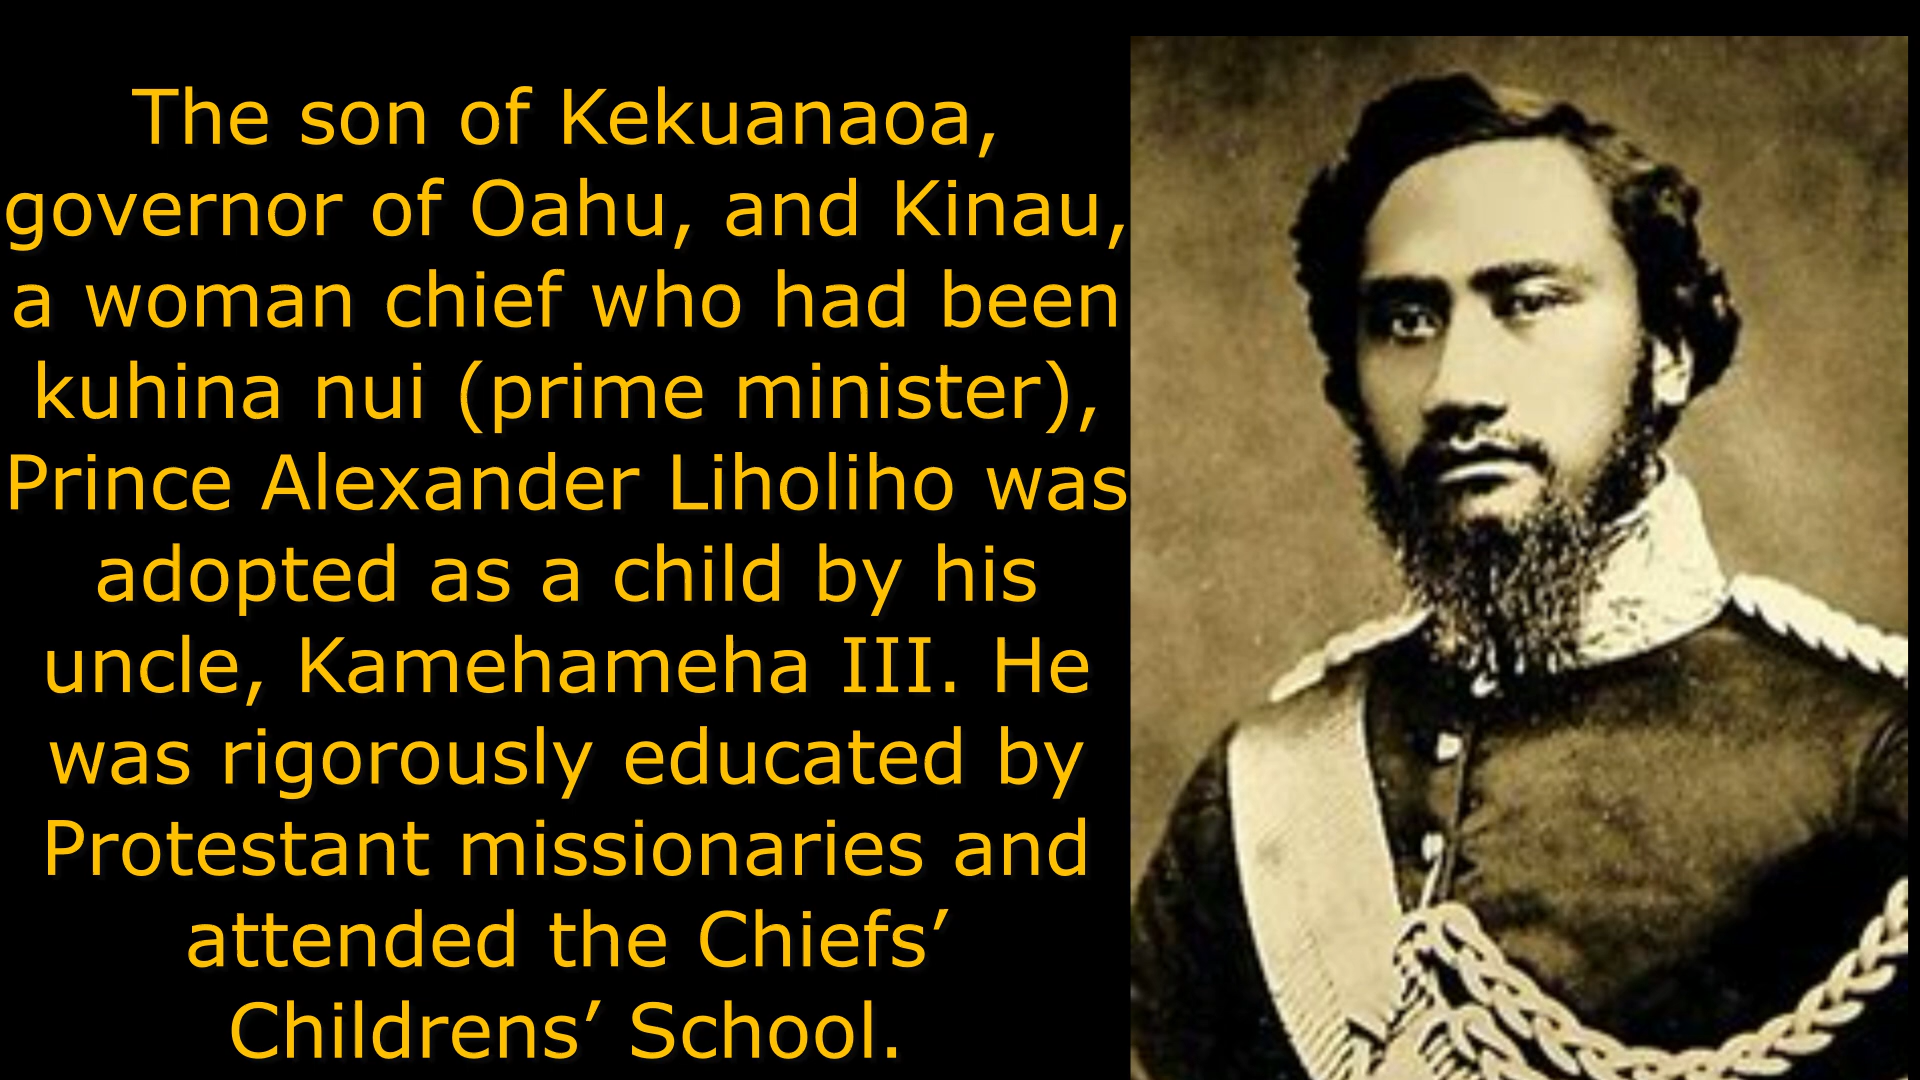 The son of Kekuanaoa,
governor of Oahu, and Kinau,
a woman chief who had been
kuhina nui (prime minister),
Prince Alexander Liholiho was
adopted as a child by his
uncle, Kamehameha III. He
was rigorously educated by
Protestant missionaries and
attended the Chiefs’
Childrens’ School.